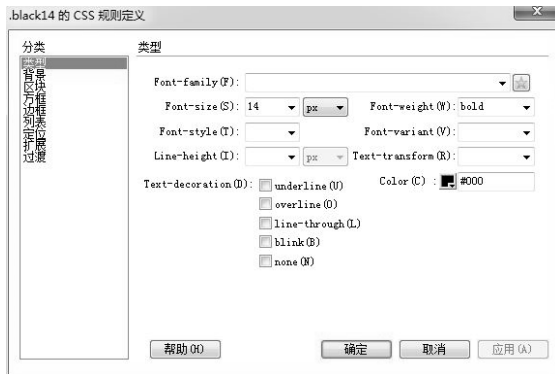 .black14 的 CSS 规则定义
分类
类型
背景
区块
方框
边框
列表
定位
扩展
过渡
类型
Font-family(F):
Font-size(S): 14 px Font-weight(W): bold
Font-style(T): Font-variant(V):
Line-height(I): px Text-transform(R):
Text-decoration(D): underline(U) Color(C) : #000
overline(O)
line-through(L)
blink(B)
none(N)
帮助(H) 确定 取消 应用(A)